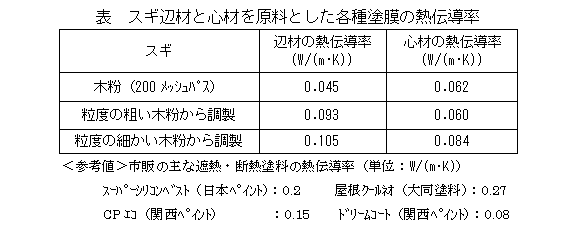 表　スギ辺材と心材を原料とした各種塗膜の熱伝導率
スギ 辺材の熱伝導率 (W/(m･K)) 心材の熱伝導率 (W/(m･K))
木粉（200 ﾒｯｼｭﾊﾟｽ） 0.045 0.062
粒度の粗い木粉から調製 0.093 0.060
粒度の細かい木粉から調製 0.105 0.084
＜参考値＞市販の主な遮熱・断熱塗料の熱伝導率（単位：W/(m･K)）
ｽｰﾊﾟｰｼﾘｺﾝﾍﾞｽﾄ（日本ﾍﾟｲﾝﾄ）：0.2　　屋根ｸｰﾙﾈｵ（大同塗料）：0.27
CP ｴｺ（関西ﾍﾟｲﾝﾄ）　　：0.15　　ﾄﾞﾘｰﾑｺｰﾄ（関西ﾍﾟｲﾝﾄ）：0.08